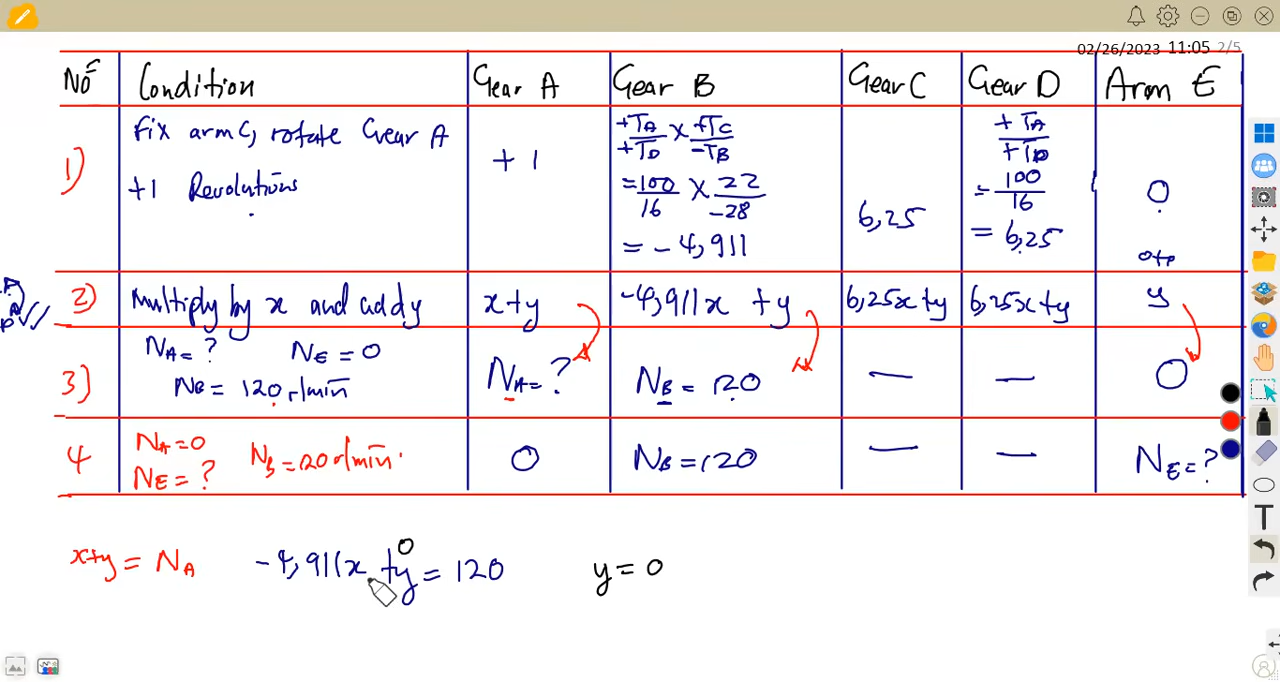 02/26/2023 11:05 2/5
No Condition Gear A Gear B Gear C Gear D Arm E
1) Fix arm C, rotate Gear A
+1 Revolutions
+1
+TA/+TD × +TC/-TB
= 100/16 × 22/-28
= -4,911
6,25
+TA/+TD
= 100/16
= 6,25
0
2) Multiply by x and add y x+y -4,911x + y 6,25x+y 6,25x+y y
3) NA = ? NE = 0
NB = 120 r/min
NA = ? NB = 120 — — 0
4 NA = 0
NE = ? NB = 120 r/min
0 NB = 120 — — NE = ?
x+y = NA -4,911x + y = 120 y = 0
0